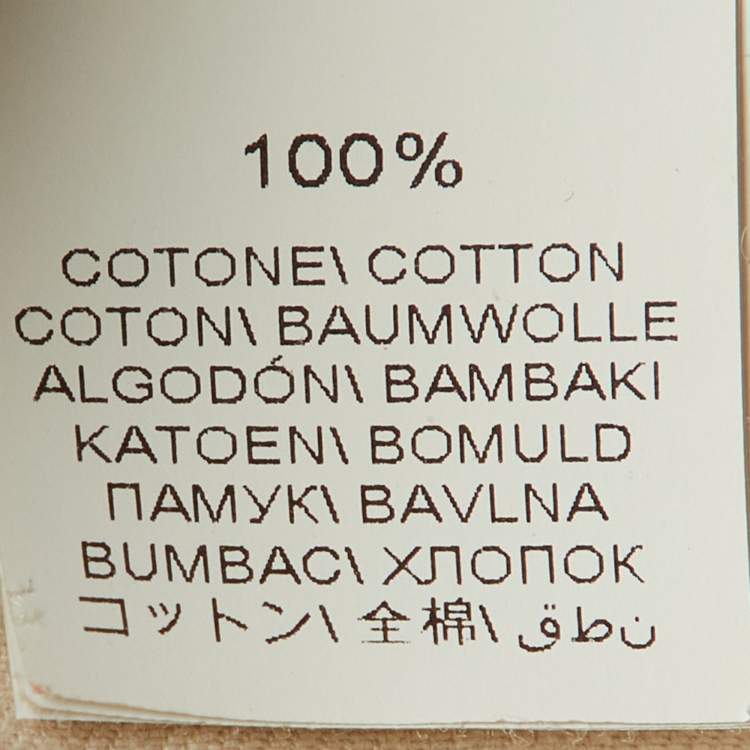 100%
COTONE\ COTTON
COTON\ BAUMWOLLE
ALGODÓN\ BAMBAKI
KATOEN\ BOMULD
ПАМУК\ BAVLNA
BUMBAC\ ХЛОПОК
コットン\ 全棉\ نطق